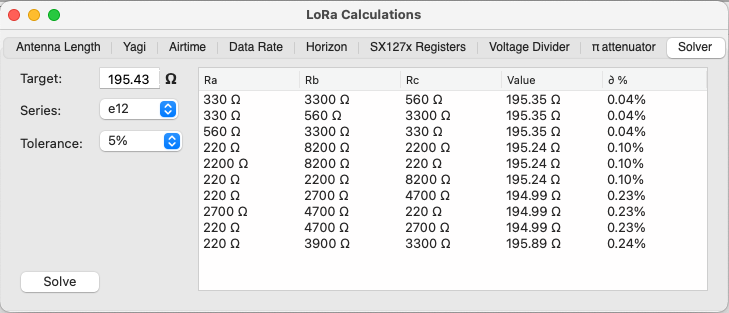 LoRa Calculations
Antenna Length Yagi Airtime Data Rate Horizon SX127x Registers Voltage Divider π attenuator Solver
Target: 195.43 Ω
Series: e12
Tolerance: 5%
Ra Rb Rc Value ∂ %
330 Ω 3300 Ω 560 Ω 195.35 Ω 0.04%
330 Ω 560 Ω 3300 Ω 195.35 Ω 0.04%
560 Ω 3300 Ω 330 Ω 195.35 Ω 0.04%
220 Ω 8200 Ω 2200 Ω 195.24 Ω 0.10%
2200 Ω 8200 Ω 220 Ω 195.24 Ω 0.10%
220 Ω 2200 Ω 8200 Ω 195.24 Ω 0.10%
220 Ω 2700 Ω 4700 Ω 194.99 Ω 0.23%
2700 Ω 4700 Ω 220 Ω 194.99 Ω 0.23%
220 Ω 4700 Ω 2700 Ω 194.99 Ω 0.23%
220 Ω 3900 Ω 3300 Ω 195.89 Ω 0.24%
Solve